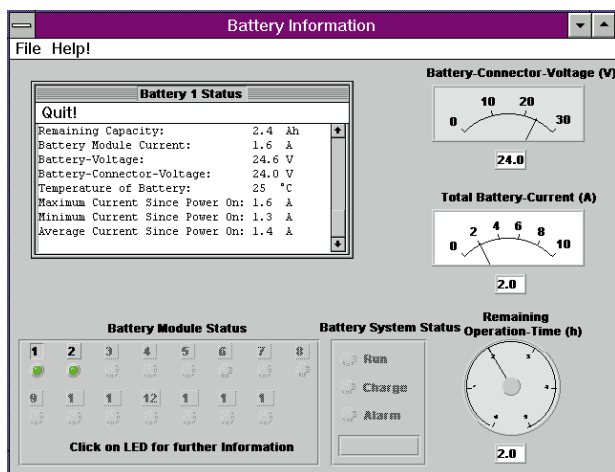 Battery Information
File Help!
Battery 1 Status
Quit!
Remaining Capacity: 2.4 Ah
Battery Module Current: 1.6 A
Battery-Voltage: 24.6 V
Battery-Connector-Voltage: 24.0 V
Temperature of Battery: 25 °C
Maximum Current Since Power On: 1.6 A
Minimum Current Since Power On: 1.3 A
Average Current Since Power On: 1.4 A
Battery-Connector-Voltage (V)
0 10 20 30
24.0
Total Battery-Current (A)
0 2 4 6 8 10
2.0
Battery Module Status
1 2 3 4 5 6 7 8
9 1 1 12 1 1 1
Click on LED for further Information
Battery System Status
Run
Charge
Alarm
Remaining
Operation-Time (h)
2.0